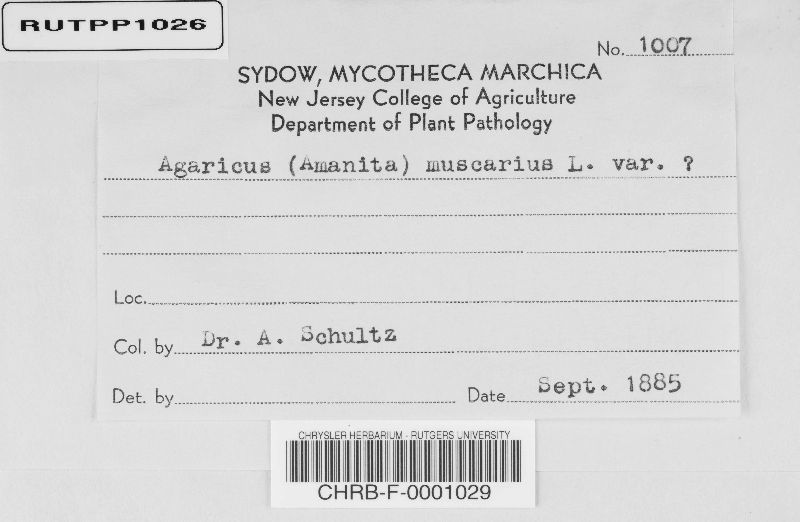 RUTPP1026
No. 1007
SYDOW, MYCOTHECA MARCHICA
New Jersey College of Agriculture
Department of Plant Pathology
Agaricus (Amanita) muscarius L. var. ?
Loc.
Col. by Dr. A. Schultz
Det. by Date Sept. 1885
CHRYSLER HERBARIUM - RUTGERS UNIVERSITY
CHRB-F-0001029